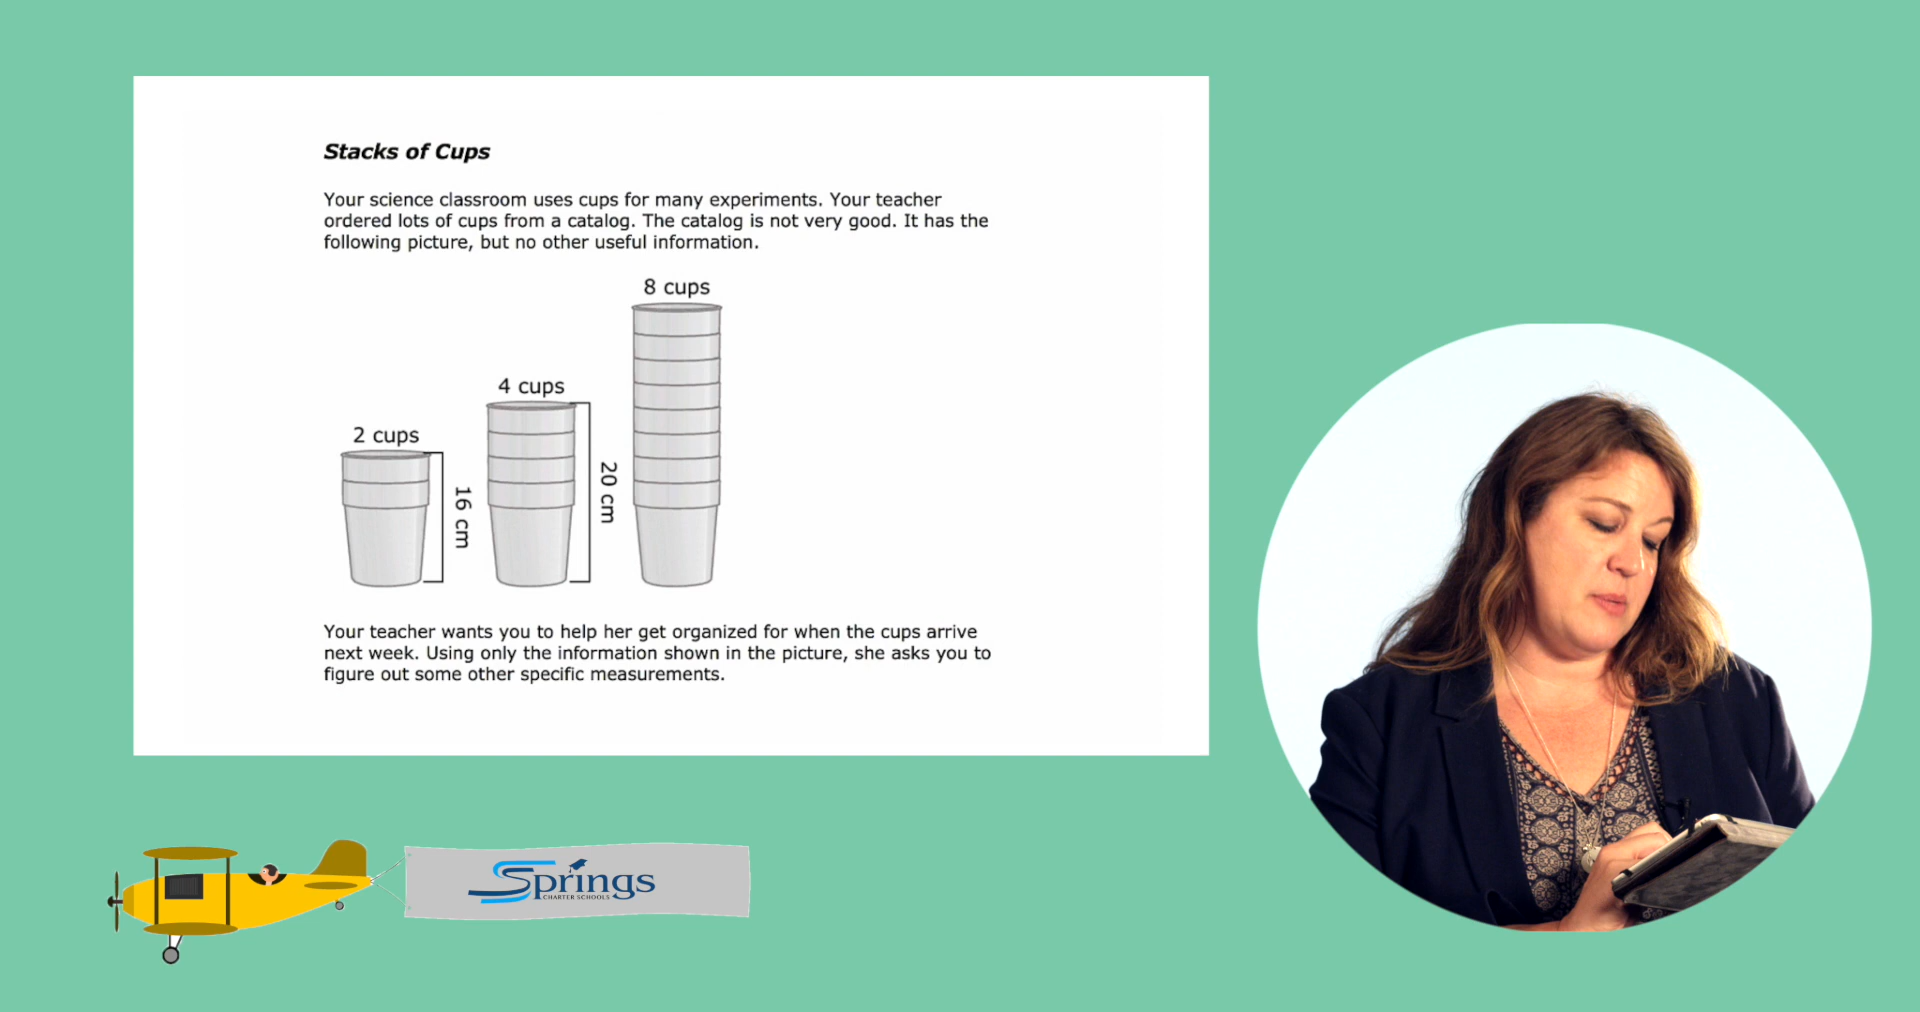 Stacks of Cups
Your science classroom uses cups for many experiments. Your teacher
ordered lots of cups from a catalog. The catalog is not very good. It has the
following picture, but no other useful information.
2 cups
16 cm
4 cups
20 cm
8 cups
Your teacher wants you to help her get organized for when the cups arrive
next week. Using only the information shown in the picture, she asks you to
figure out some other specific measurements.
Springs
CHARTER SCHOOLS